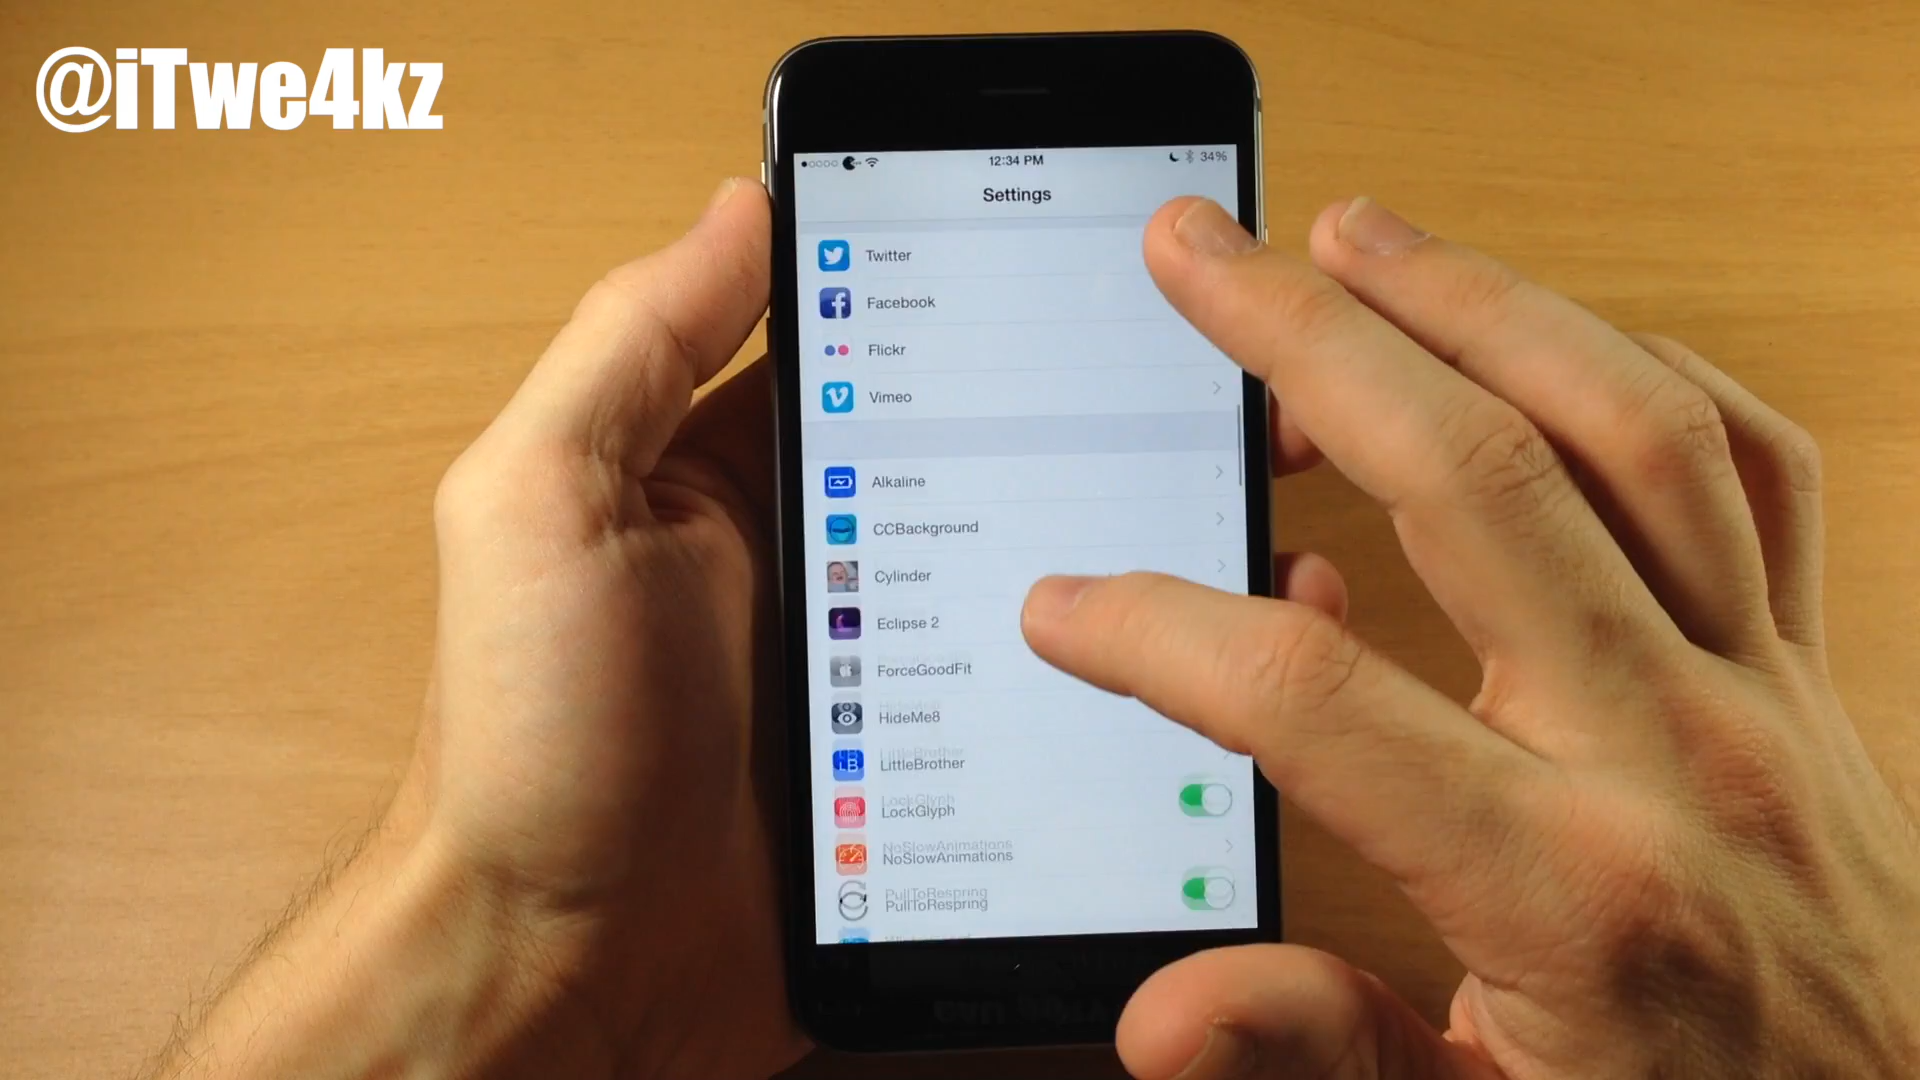 @iTwe4kz
12:34 PM
34%
Settings
Twitter
Facebook
Flickr
Vimeo
Alkaline
CCBackground
Cylinder
Eclipse 2
ForceGoodFit
HideMe8
LittleBrother
LockGlyph
NoSlowAnimations
PullToRespring